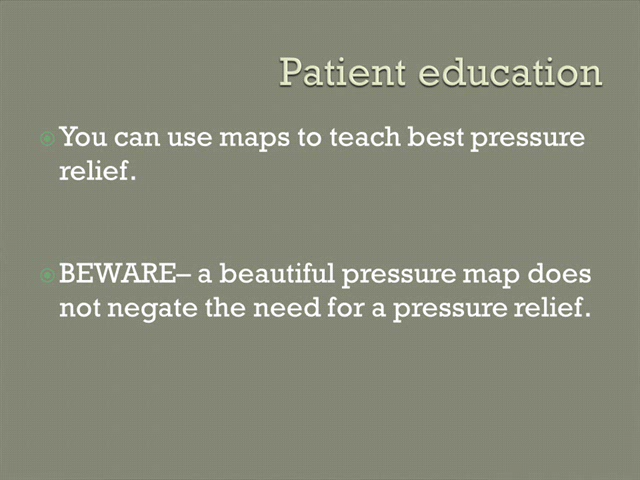 Patient education
You can use maps to teach best pressure
relief.
BEWARE– a beautiful pressure map does
not negate the need for a pressure relief.